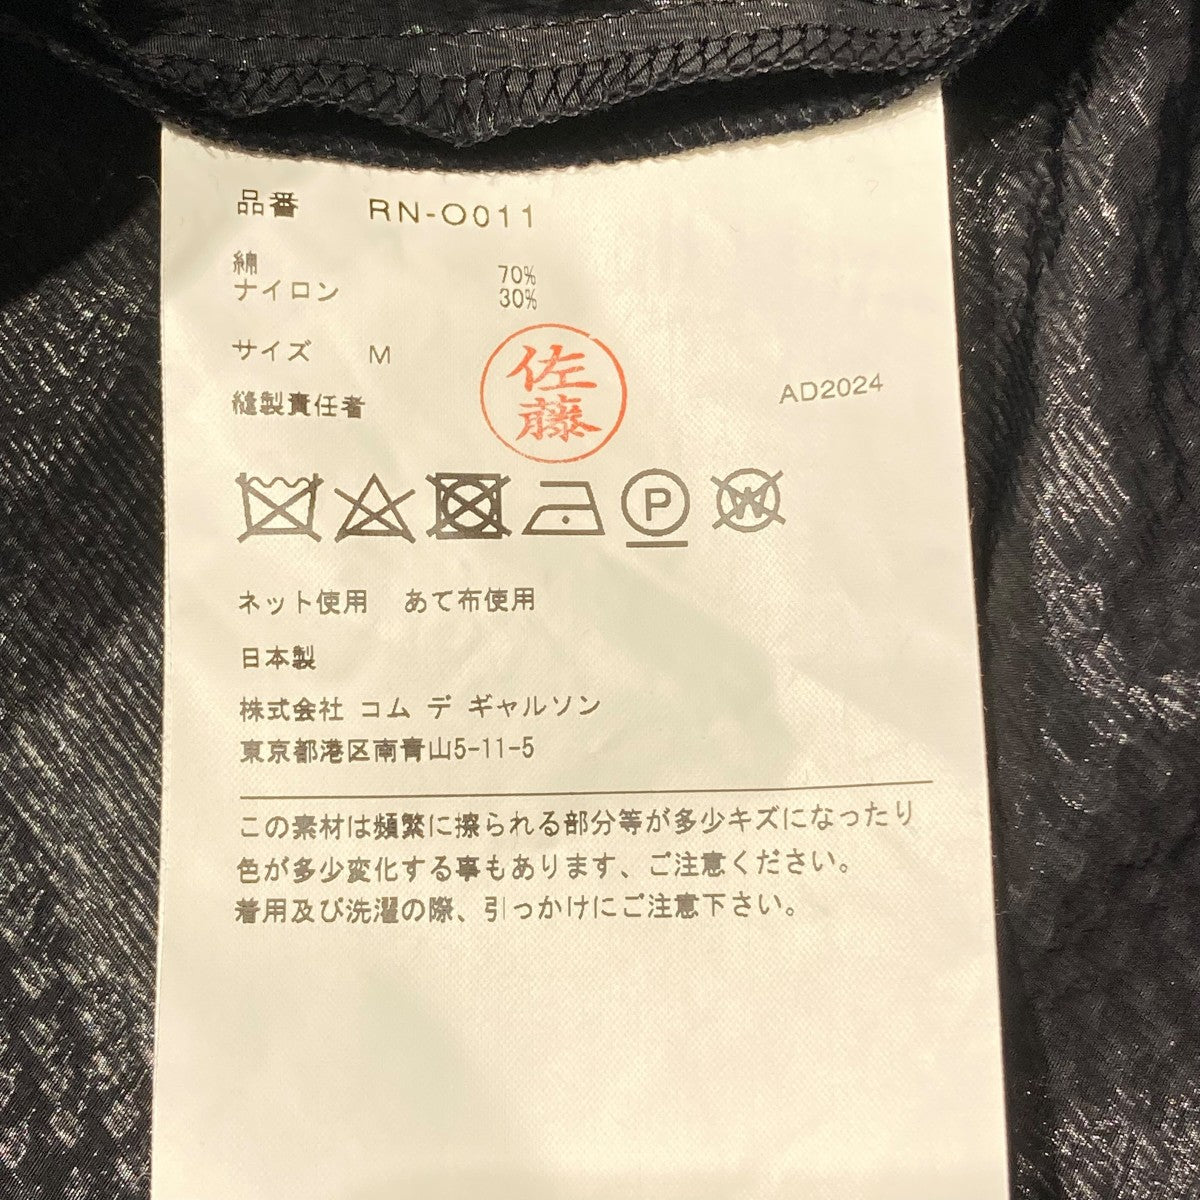 品番 RN-O011
綿 70%
ナイロン 30%
サイズ M
縫製責任者 佐藤
AD2024
P W
ネット使用 あて布使用
日本製
株式会社 コム デ ギャルソン
東京都港区南青山5-11-5
この素材は頻繁に擦られる部分等が多少キズになったり
色が多少変化する事もあります、ご注意ください。
着用及び洗濯の際、引っかけにご注意下さい。